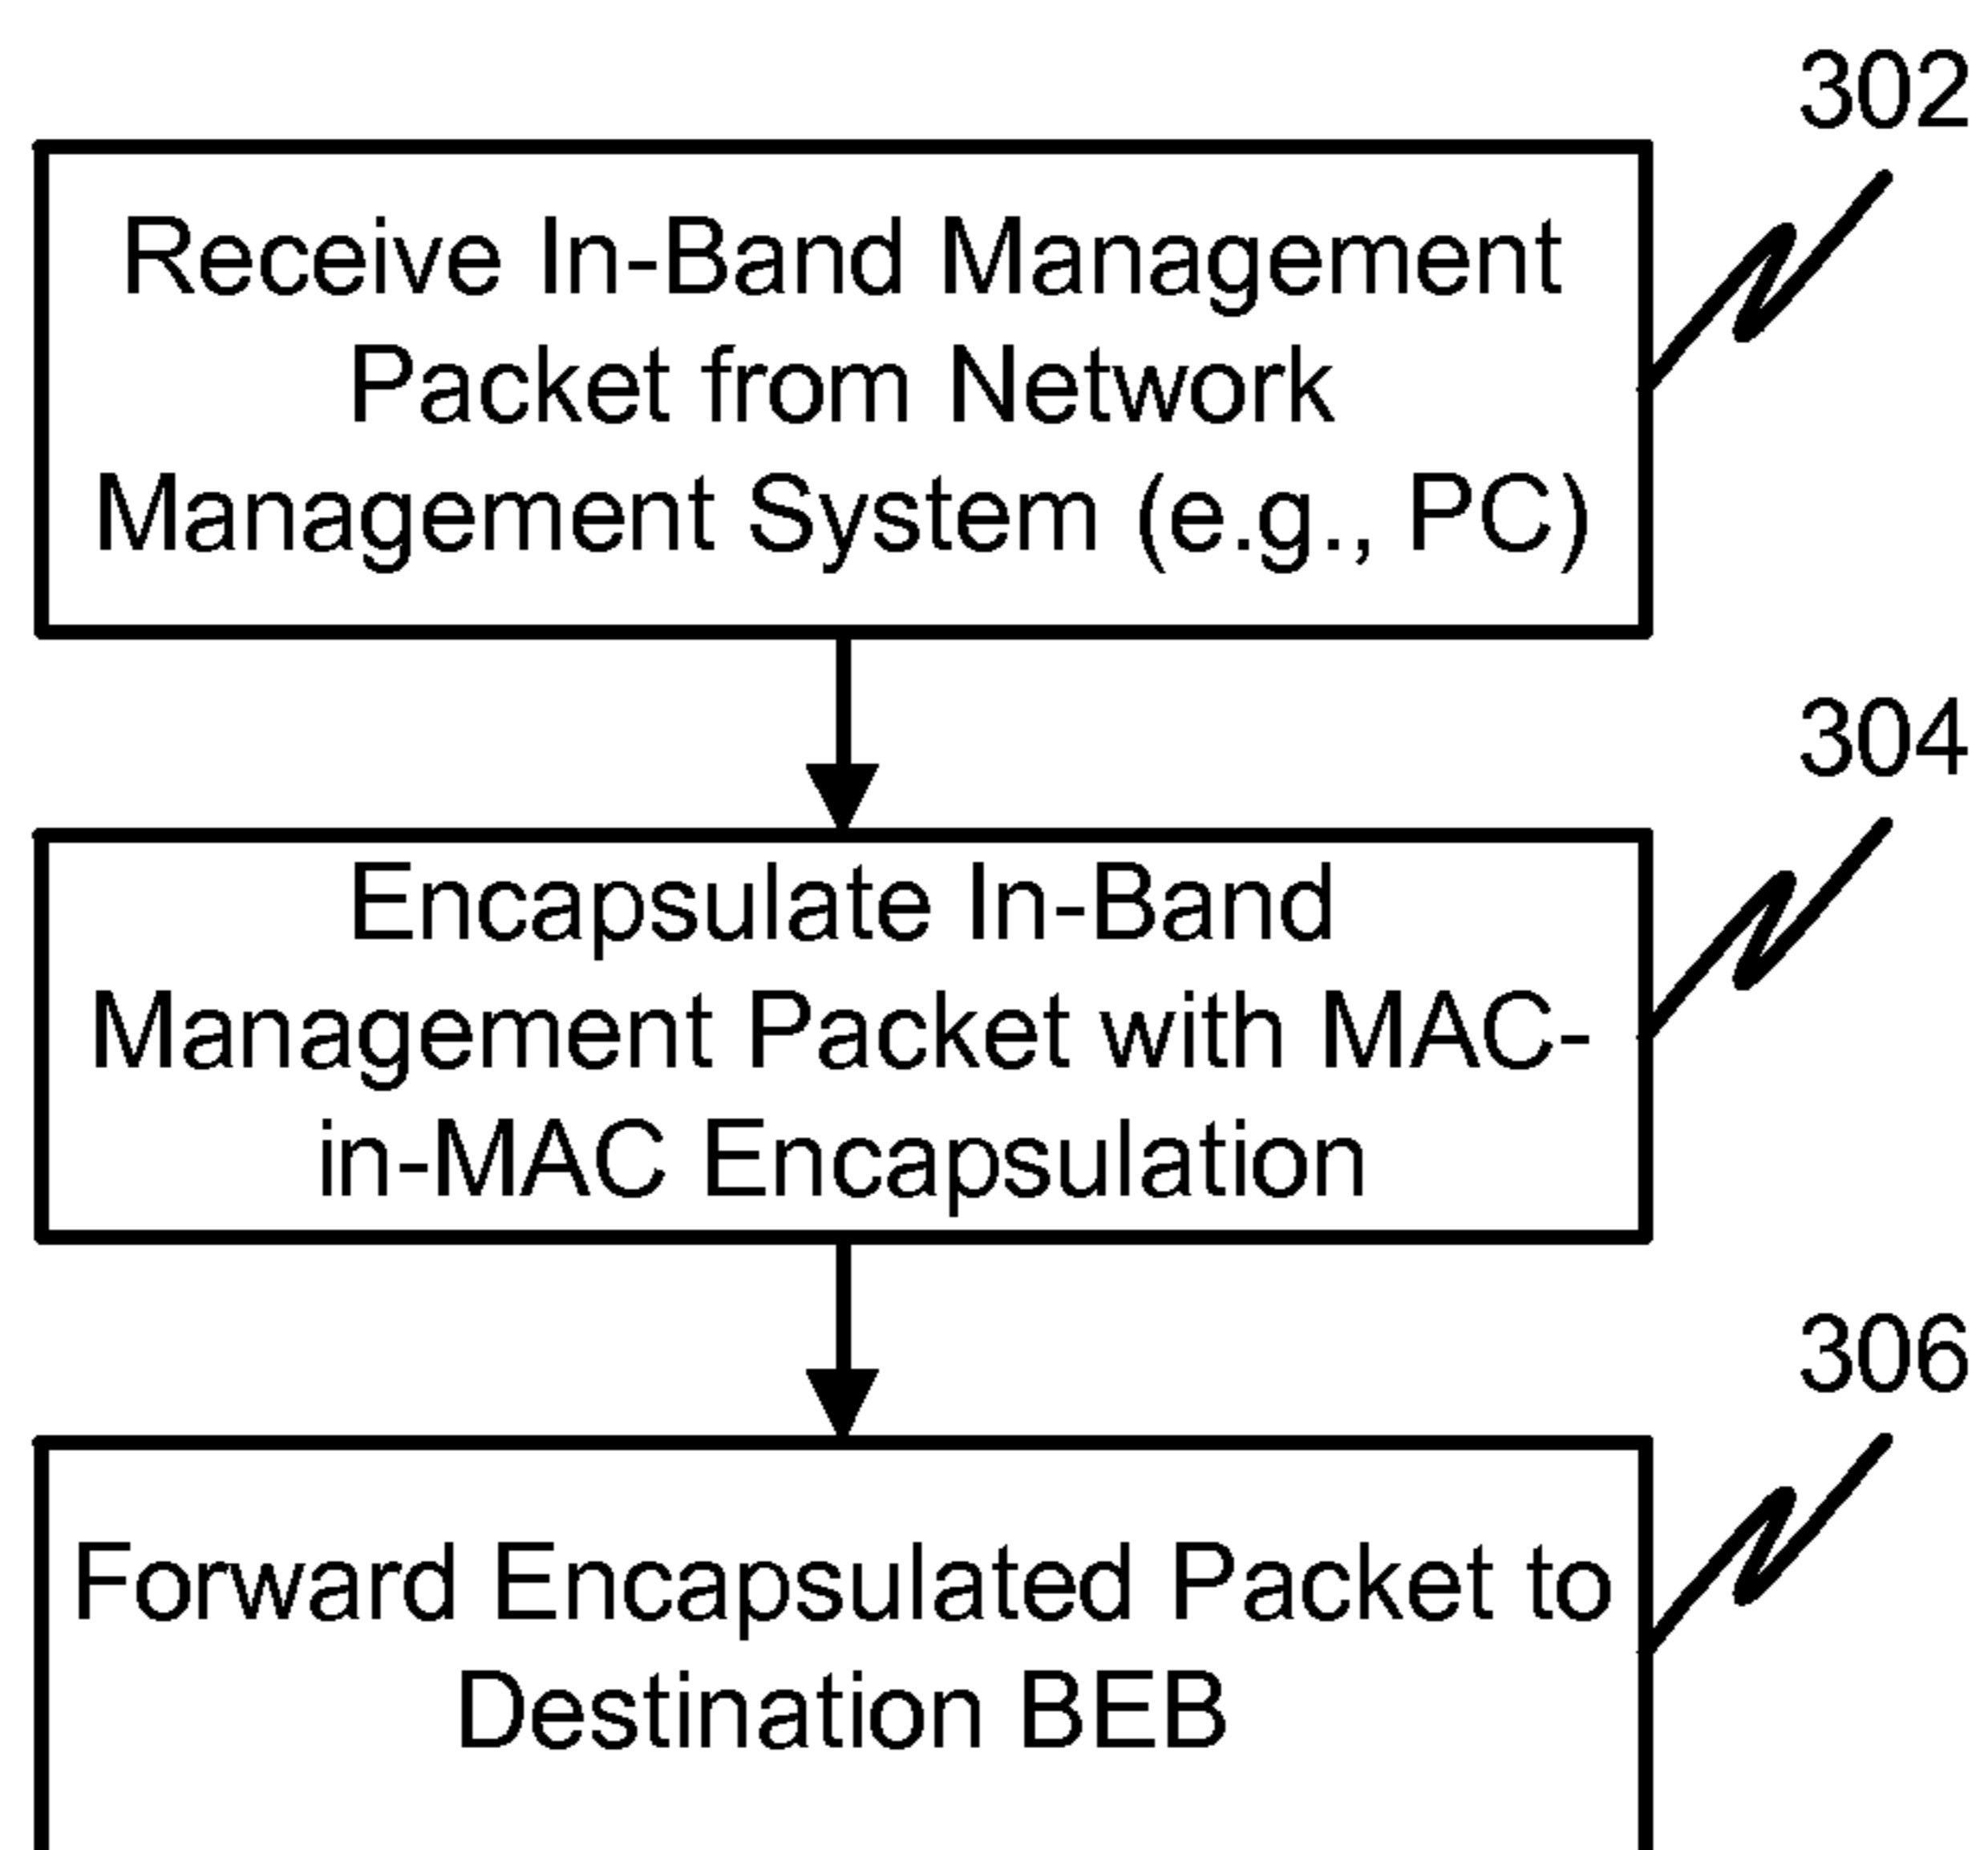 302
Receive In-Band Management
Packet from Network
Management System (e.g., PC)
304
Encapsulate In-Band
Management Packet with MAC-
in-MAC Encapsulation
306
Forward Encapsulated Packet to
Destination BEB